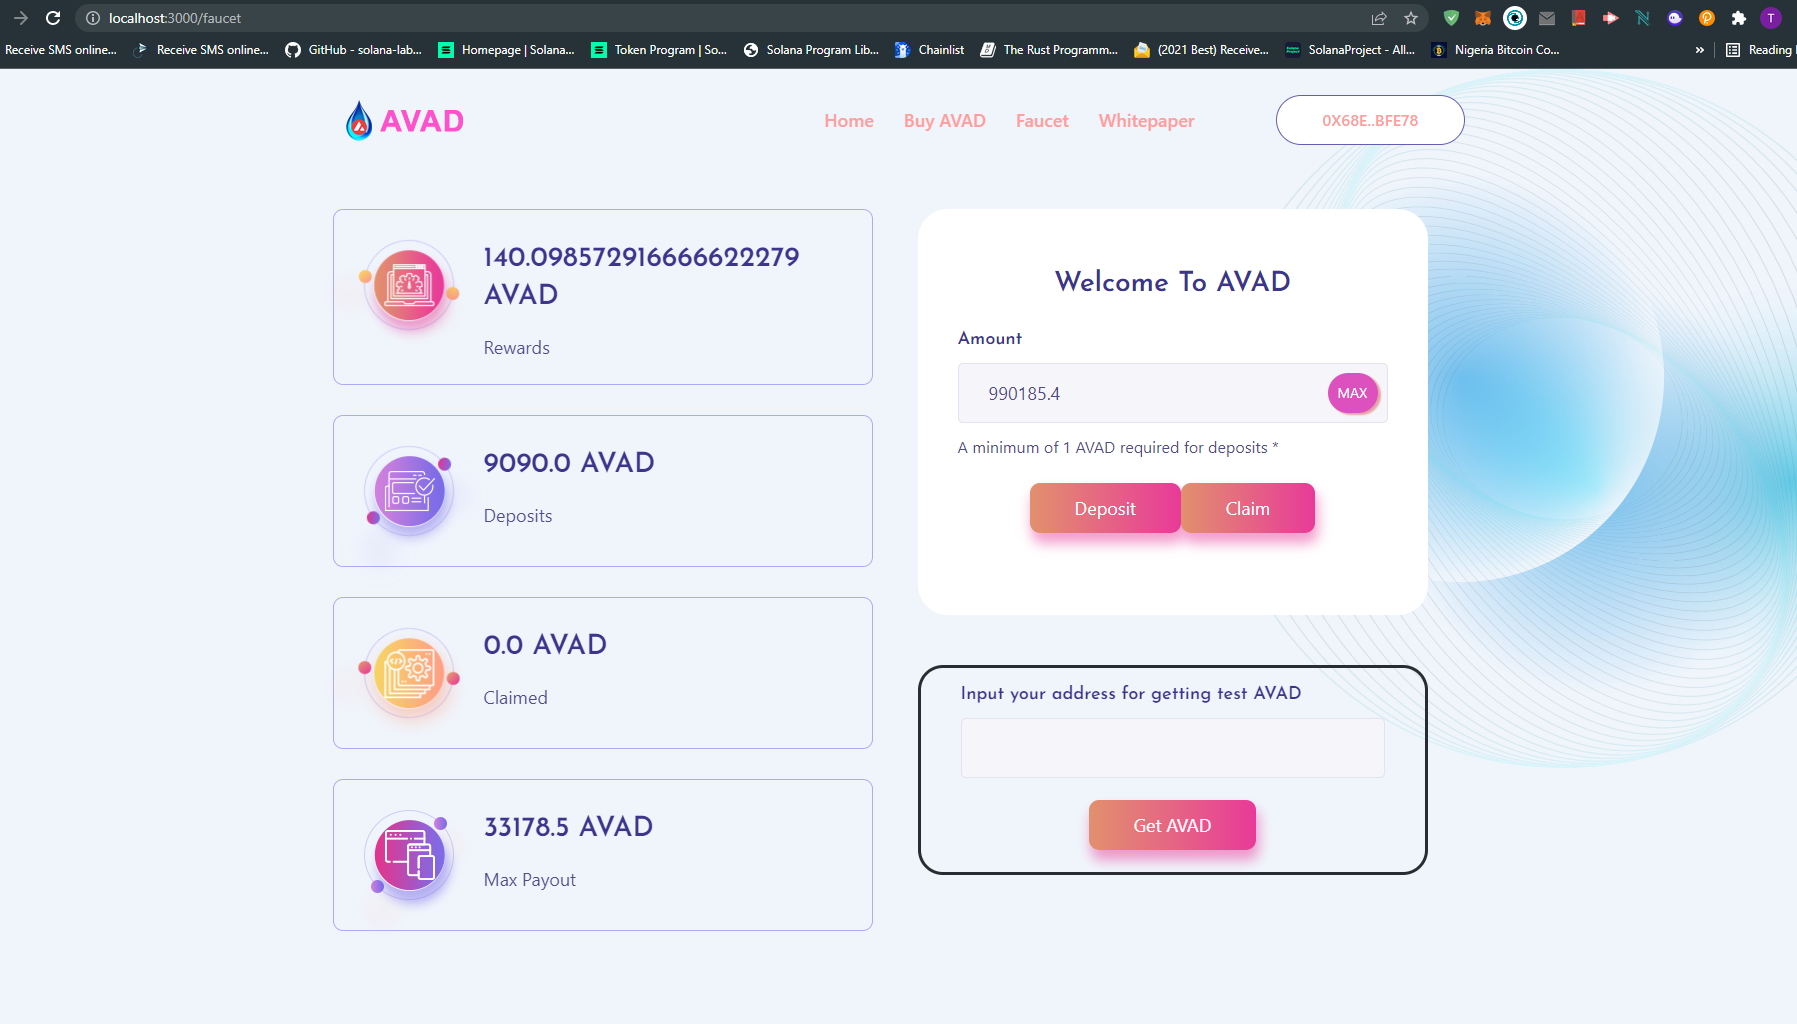 localhost:3000/faucet
T
Receive SMS online... Receive SMS online... GitHub - solana-lab... Homepage | Solana... Token Program | So... Solana Program Lib... Chainlist The Rust Programm... (2021 Best) Receive... SolanaProject - All... Nigeria Bitcoin Co... » Reading
AVAD
Home Buy AVAD Faucet Whitepaper
0X68E..BFE78
140.098572916666622279
AVAD
Rewards
9090.0 AVAD
Deposits
0.0 AVAD
Claimed
33178.5 AVAD
Max Payout
Welcome To AVAD
Amount
990185.4 MAX
A minimum of 1 AVAD required for deposits *
Deposit Claim
Input your address for getting test AVAD
Get AVAD